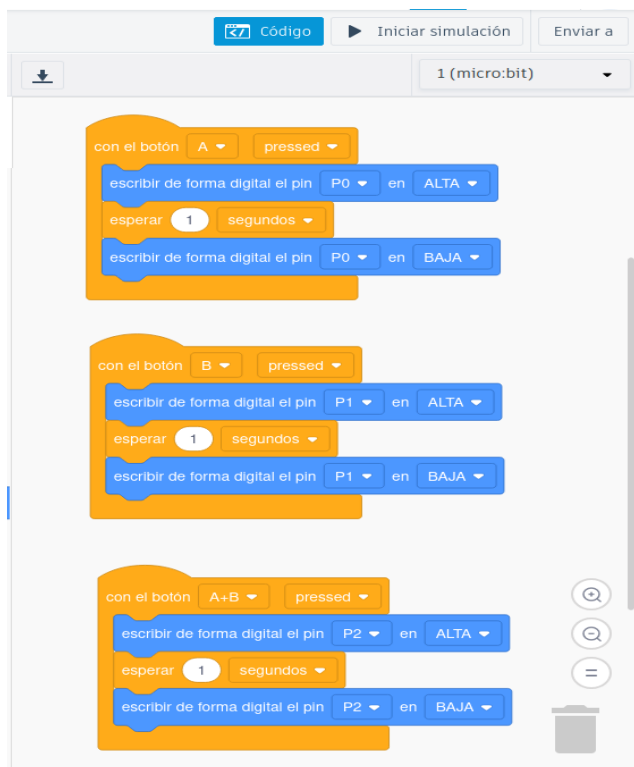 Código Iniciar simulación Enviar a
1 (micro:bit)
con el botón A pressed
escribir de forma digital el pin P0 en ALTA
esperar 1 segundos
escribir de forma digital el pin P0 en BAJA
con el botón B pressed
escribir de forma digital el pin P1 en ALTA
esperar 1 segundos
escribir de forma digital el pin P1 en BAJA
con el botón A+B pressed
escribir de forma digital el pin P2 en ALTA
esperar 1 segundos
escribir de forma digital el pin P2 en BAJA